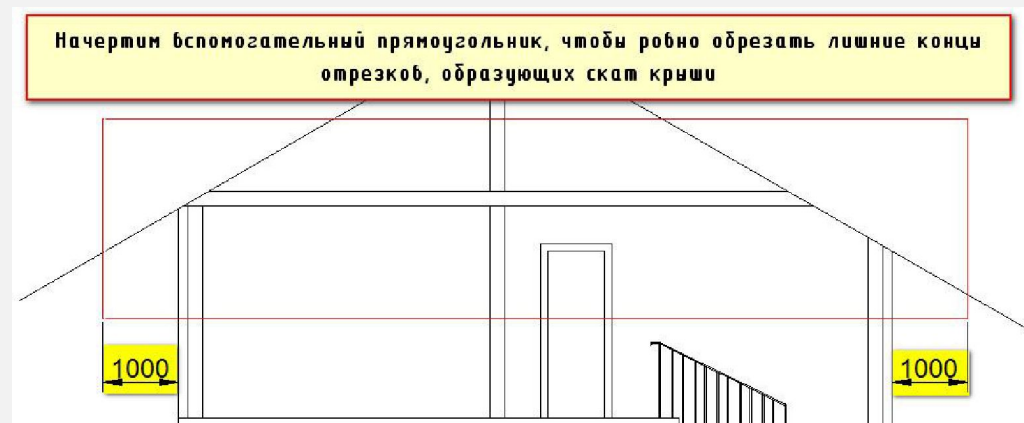 Начертим вспомогательный прямоугольник, чтобы ровно обрезать лишние концы
отрезков, образующих скат крыши
1000 1000